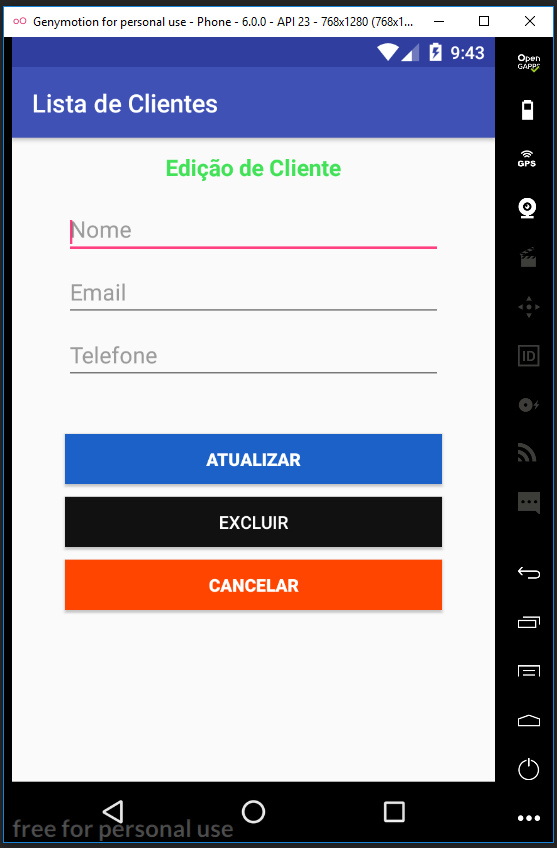 Genymotion for personal use - Phone - 6.0.0 - API 23 - 768x1280 (768x1...
9:43
Open
GAPPS
Lista de Clientes
GPS
Edição de Cliente
Nome
Email
ID
Telefone
ATUALIZAR
EXCLUIR
CANCELAR
free for personal use